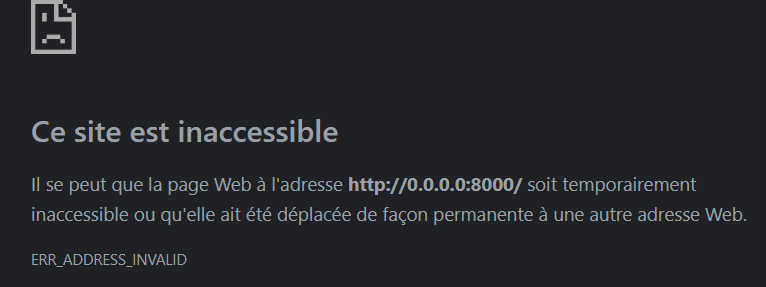 Ce site est inaccessible
Il se peut que la page Web à l'adresse http://0.0.0.0:8000/ soit temporairement
inaccessible ou qu'elle ait été déplacée de façon permanente à une autre adresse Web.
ERR_ADDRESS_INVALID